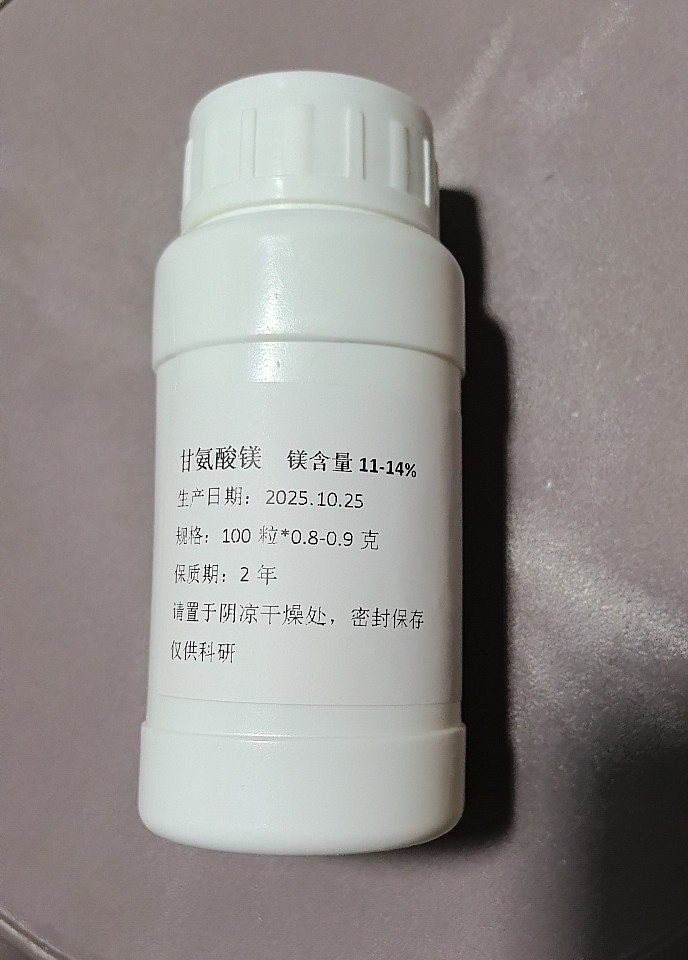 甘氨酸镁 镁含量 11-14%
生产日期：2025.10.25
规格：100 粒*0.8-0.9 克
保质期：2 年
请置于阴凉干燥处，密封保存
仅供科研